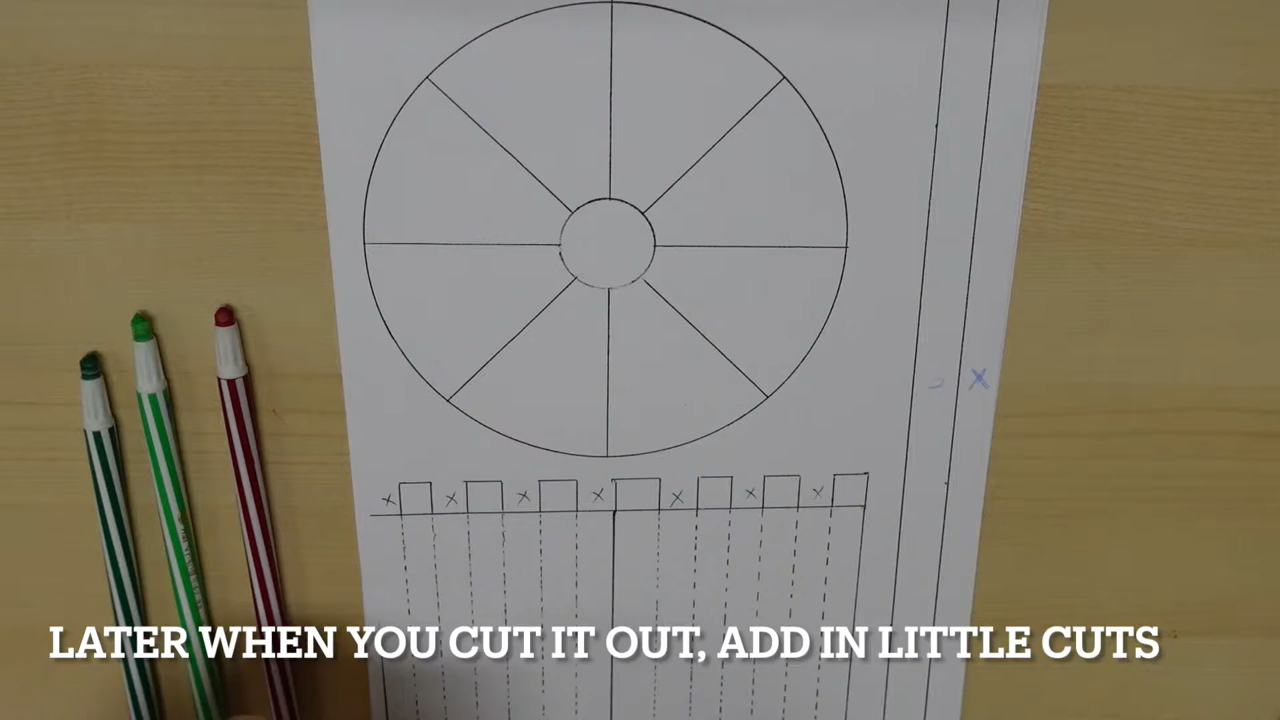 X
X X X X X X X
LATER WHEN YOU CUT IT OUT, ADD IN LITTLE CUTS